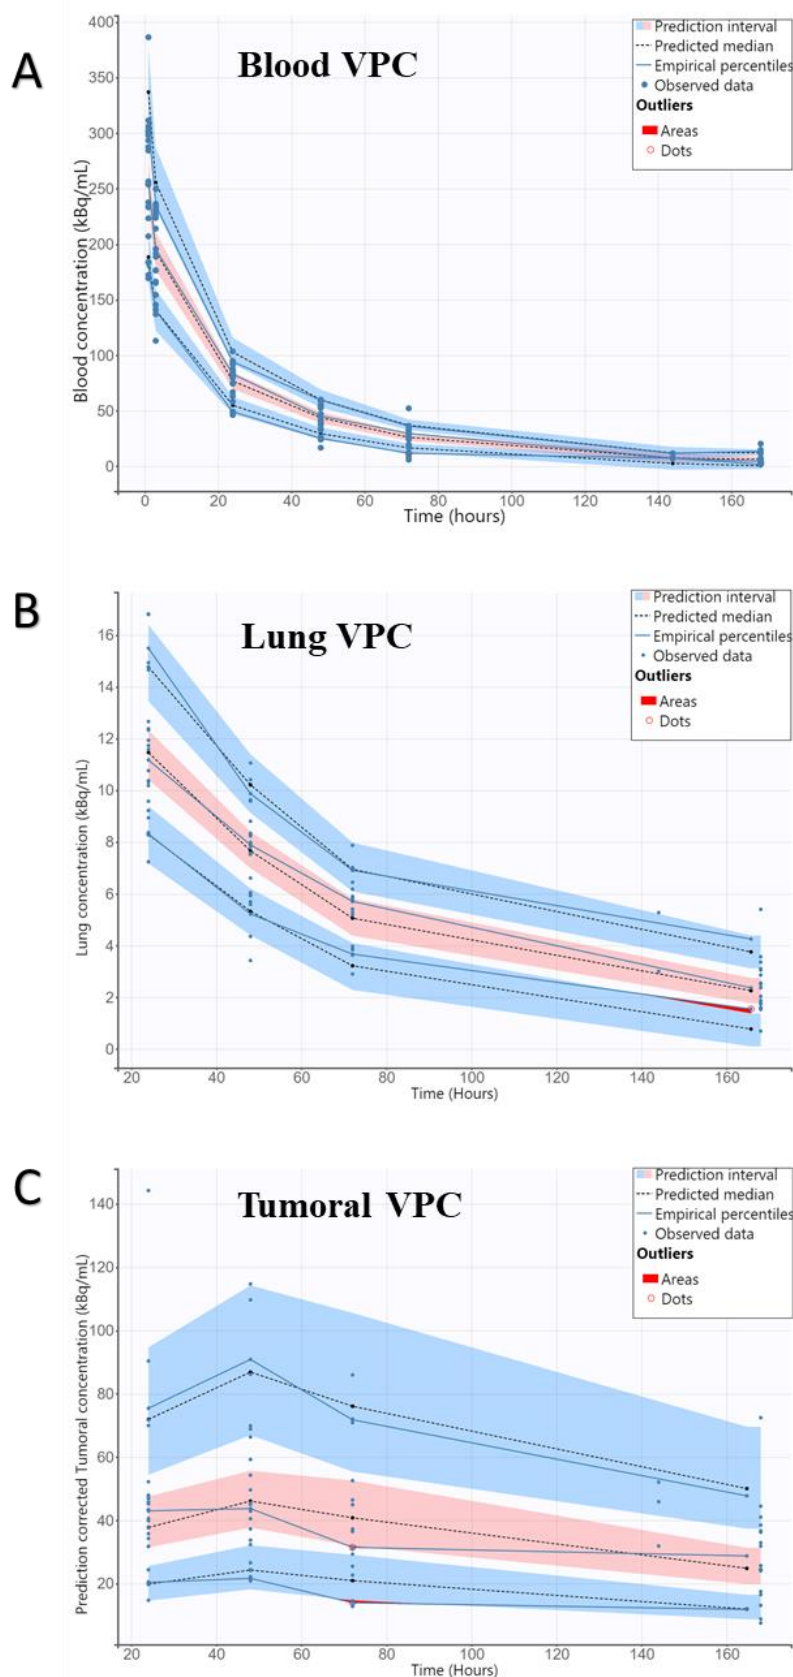 A
Blood VPC
Blood concentration (kBq/mL)
400
350
300
250
200
150
100
50
0
0 20 40 60 80 100 120 140 160
Time (hours)
Prediction interval
Predicted median
Empirical percentiles
Observed data
Outliers
Areas
Dots
B
Lung VPC
Lung concentration (kBq/mL)
16
14
12
10
8
6
4
2
0
20 40 60 80 100 120 140 160
Time (Hours)
Prediction interval
Predicted median
Empirical percentiles
Observed data
Outliers
Areas
Dots
C
Tumoral VPC
Prediction corrected Tumoral concentration (kBq/mL)
140
120
100
80
60
40
20
20 40 60 80 100 120 140 160
Time (Hours)
Prediction interval
Predicted median
Empirical percentiles
Observed data
Outliers
Areas
Dots